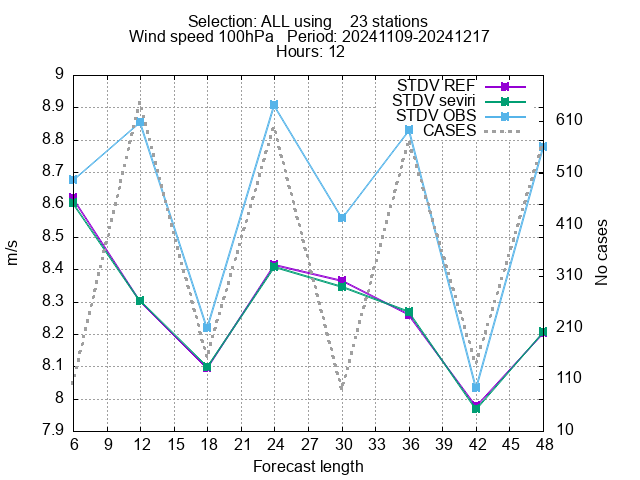 Selection: ALL using    23 stations
Wind speed 100hPa   Period: 20241109-20241217
Hours: 12
STDV REF
STDV seviri
STDV OBS
CASES
9
8.9
8.8
8.7
8.6
8.5
8.4
8.3
8.2
8.1
8
7.9
m/s
610
510
410
310
210
110
10
No cases
6 9 12 15 18 21 24 27 30 33 36 39 42 45 48
Forecast length